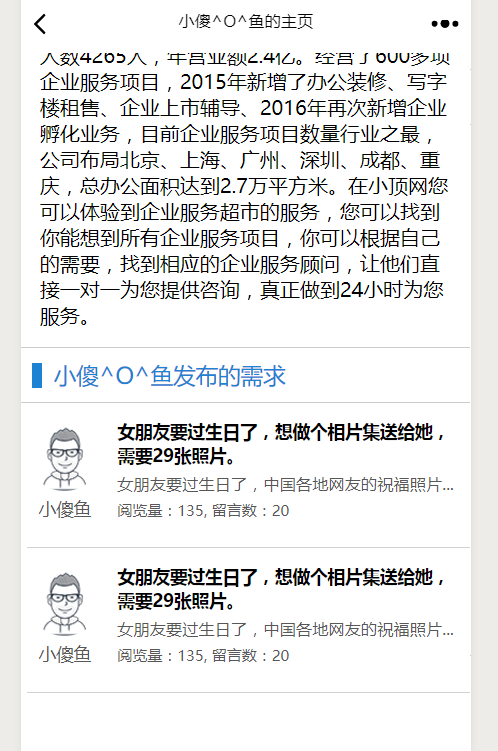 小傻^O^鱼的主页
人数4265人，年营业额2.4亿。经营了600多项
企业服务项目，2015年新增了办公装修、写字
楼租售、企业上市辅导、2016年再次新增企业
孵化业务，目前企业服务项目数量行业之最，
公司布局北京、上海、广州、深圳、成都、重
庆，总办公面积达到2.7万平方米。在小顶网您
可以体验到企业服务超市的服务，您可以找到
你能想到所有企业服务项目，你可以根据自己
的需要，找到相应的企业服务顾问，让他们直
接一对一为您提供咨询，真正做到24小时为您
服务。
小傻^O^鱼发布的需求
女朋友要过生日了，想做个相片集送给她，
需要29张照片。
女朋友要过生日了，中国各地网友的祝福照片...
小傻鱼
阅览量：135, 留言数：20
女朋友要过生日了，想做个相片集送给她，
需要29张照片。
女朋友要过生日了，中国各地网友的祝福照片...
小傻鱼
阅览量：135, 留言数：20